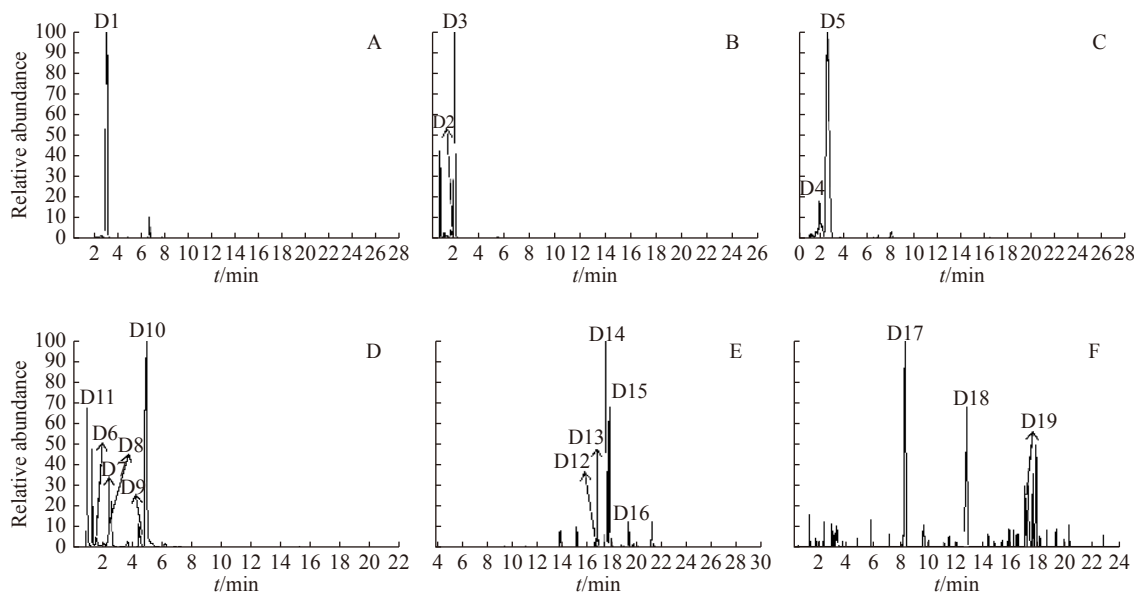 D1
A
100
90
80
70
60
50
40
30
20
10
0
Relative abundance
2 4 6 8 10 12 14 16 18 20 22 24 26 28
t/min
D3
B
D2
2 4 6 8 10 12 14 16 18 20 22 24 26 28
t/min
D5
C
D4
0 2 4 6 8 10 12 14 16 18 20 22 24 26 28
t/min
D10
D
100
90
80
70
60
50
40
30
20
10
0
Relative abundance
D11
D6
D7
D8
D9
2 4 6 8 10 12 14 16 18 20 22
t/min
D14
E
D15
D13
D12
D16
4 6 8 10 12 14 16 18 20 22 24 26 28 30
t/min
D17
F
D18
D19
2 4 6 8 10 12 14 16 18 20 22 24
t/min